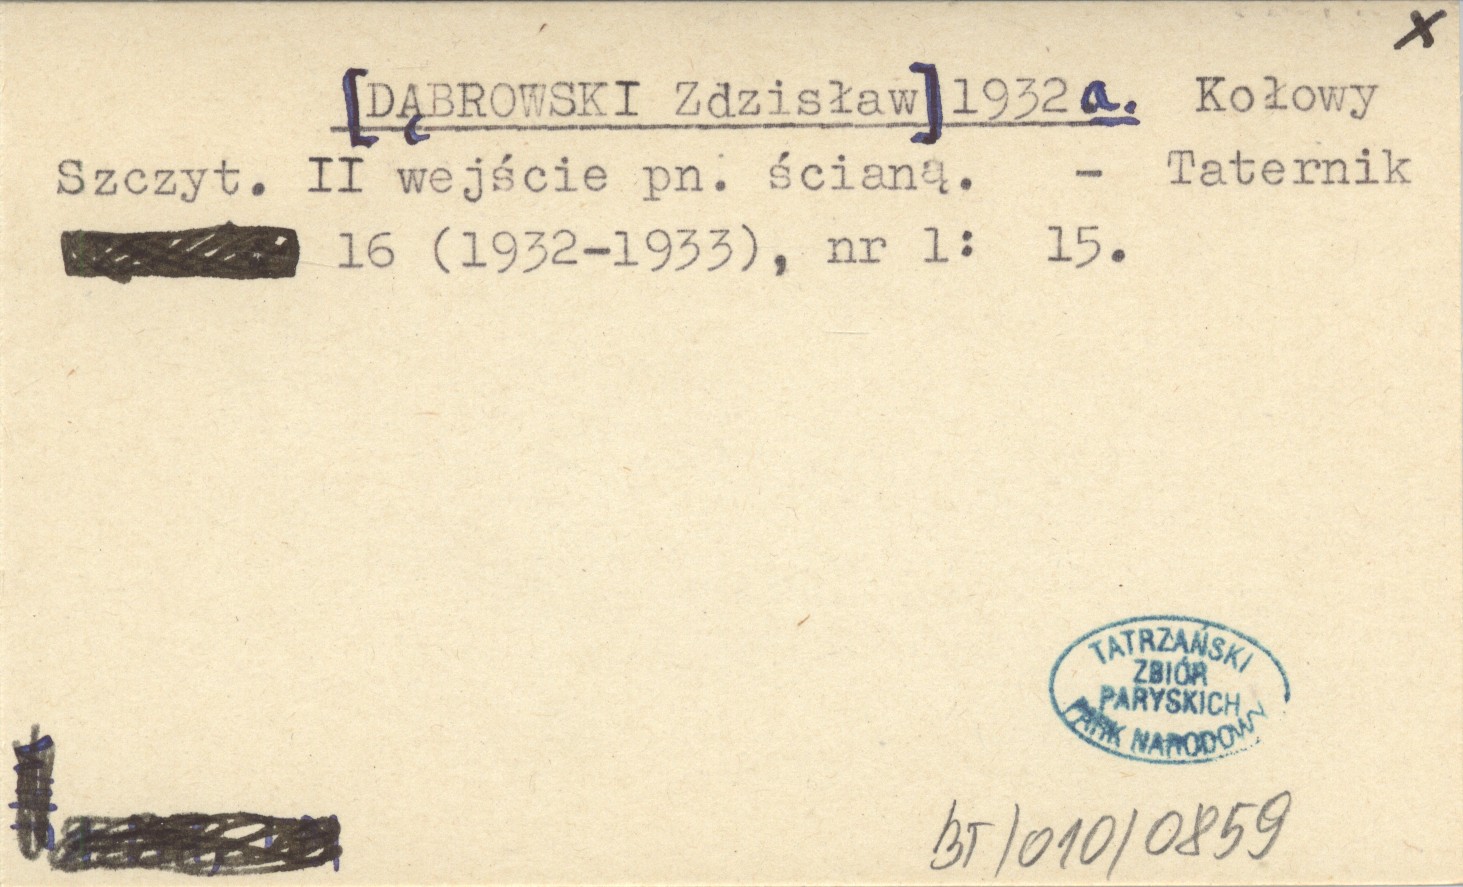 x
[DĄBROWSKI Zdzisław] 1932a. Kołowy
Szczyt. II wejście pn. ścianą. - Taternik
16 (1932-1933), nr 1: 15.
TATRZAŃSKI
ZBIÓR
PARYSKICH
PARK NARODOWY
BT/010/0859